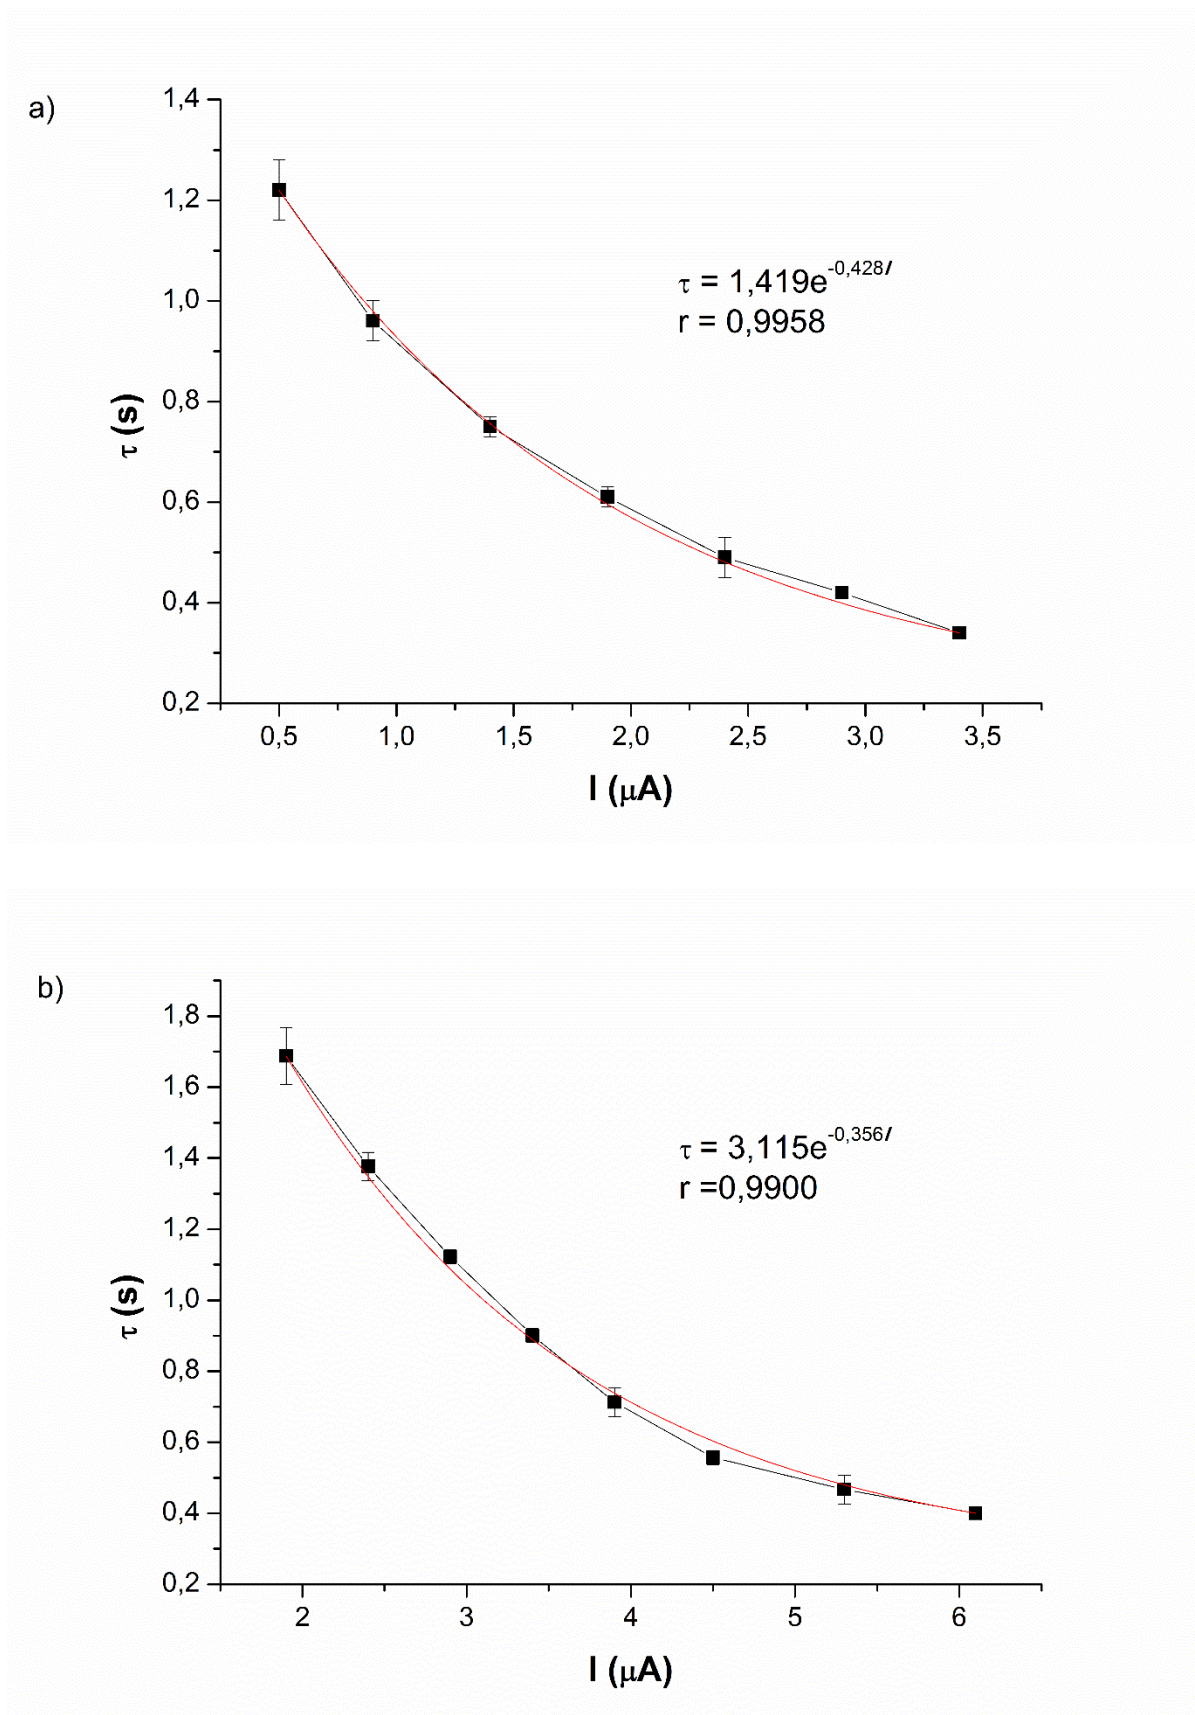 a)
1,4
1,2
1,0
0,8
0,6
0,4
0,2
τ (s)
τ = 1,419e^-0,428I
r = 0,9958
0,5 1,0 1,5 2,0 2,5 3,0 3,5
I (μA)
b)
1,8
1,6
1,4
1,2
1,0
0,8
0,6
0,4
0,2
τ (s)
τ = 3,115e^-0,356I
r =0,9900
2 3 4 5 6
I (μA)